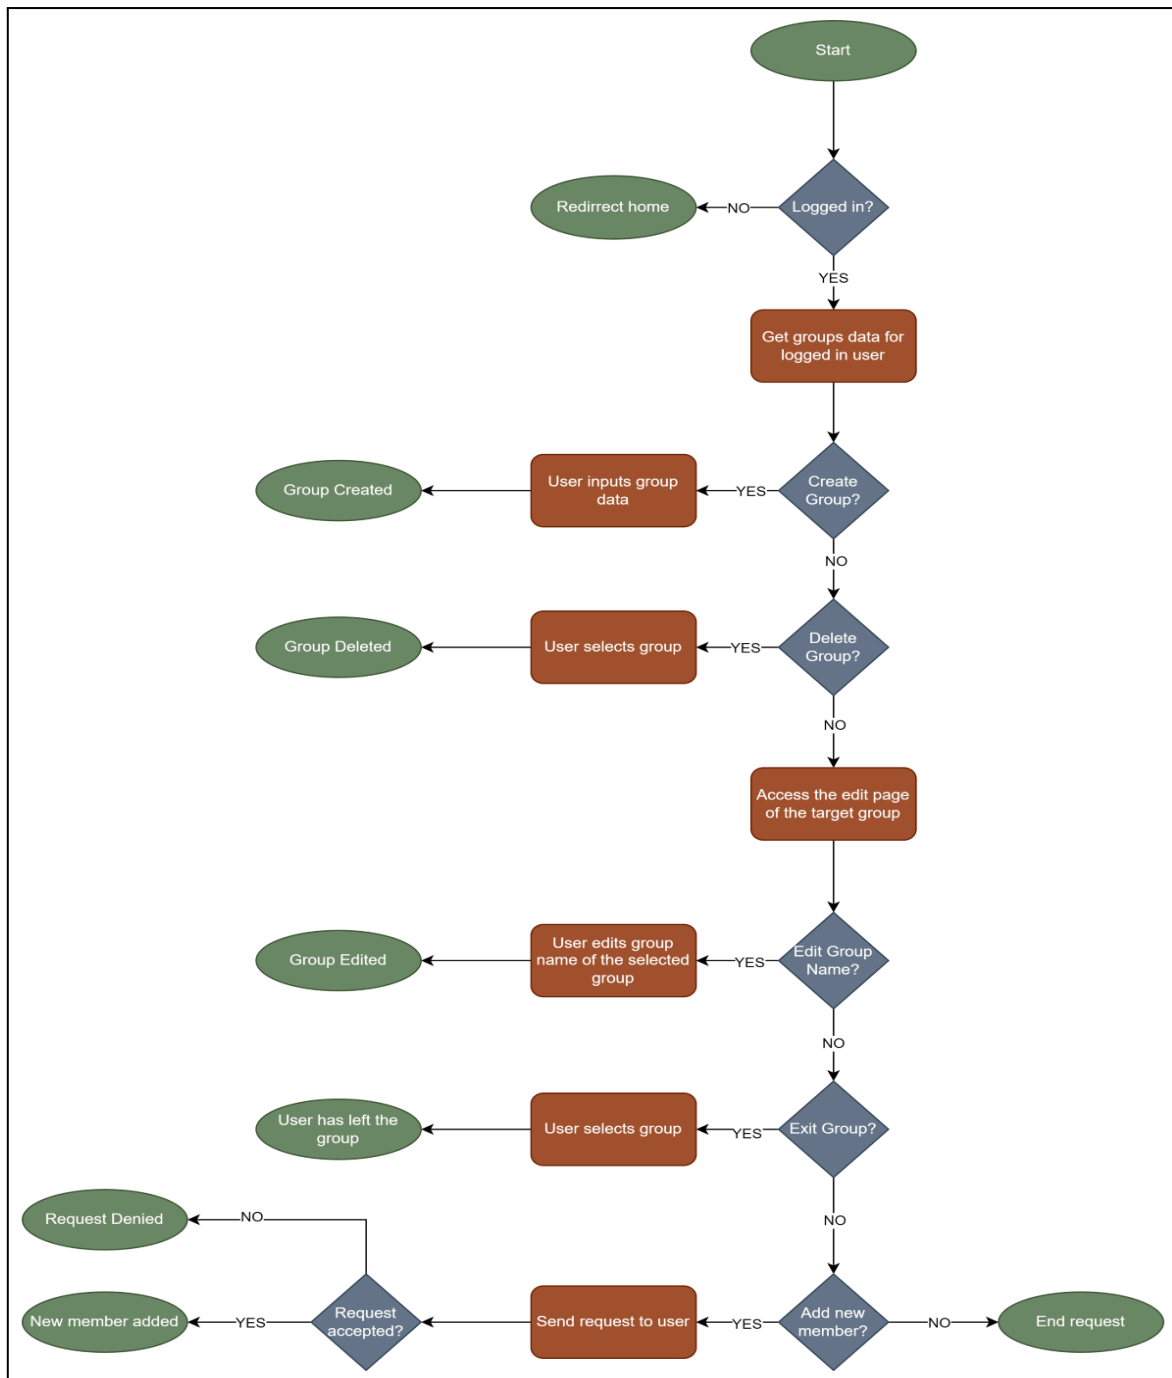 Start
Redirrect home
NO
Logged in?
YES
Get groups data for
logged in user
Group Created
User inputs group
data
YES
Create
Group?
NO
Group Deleted
User selects group
YES
Delete
Group?
NO
Access the edit page
of the target group
Group Edited
User edits group
name of the selected
group
YES
Edit Group
Name?
NO
User has left the
group
User selects group
YES
Exit Group?
NO
Request Denied
NO
New member added
YES
Request
accepted?
Send request to user
YES
Add new
member?
NO
End request